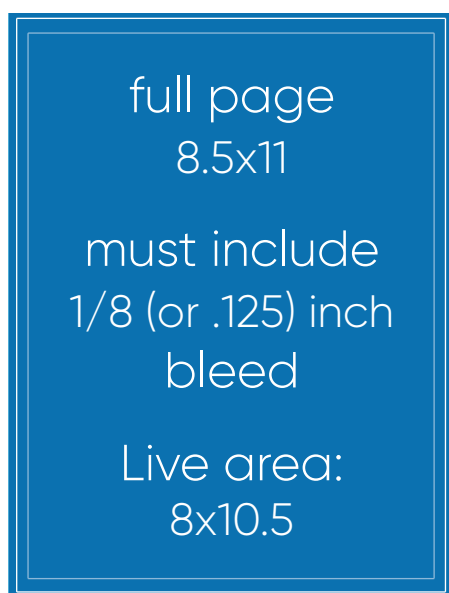 full page
8.5x11
must include
1/8 (or .125) inch
bleed
Live area:
8x10.5